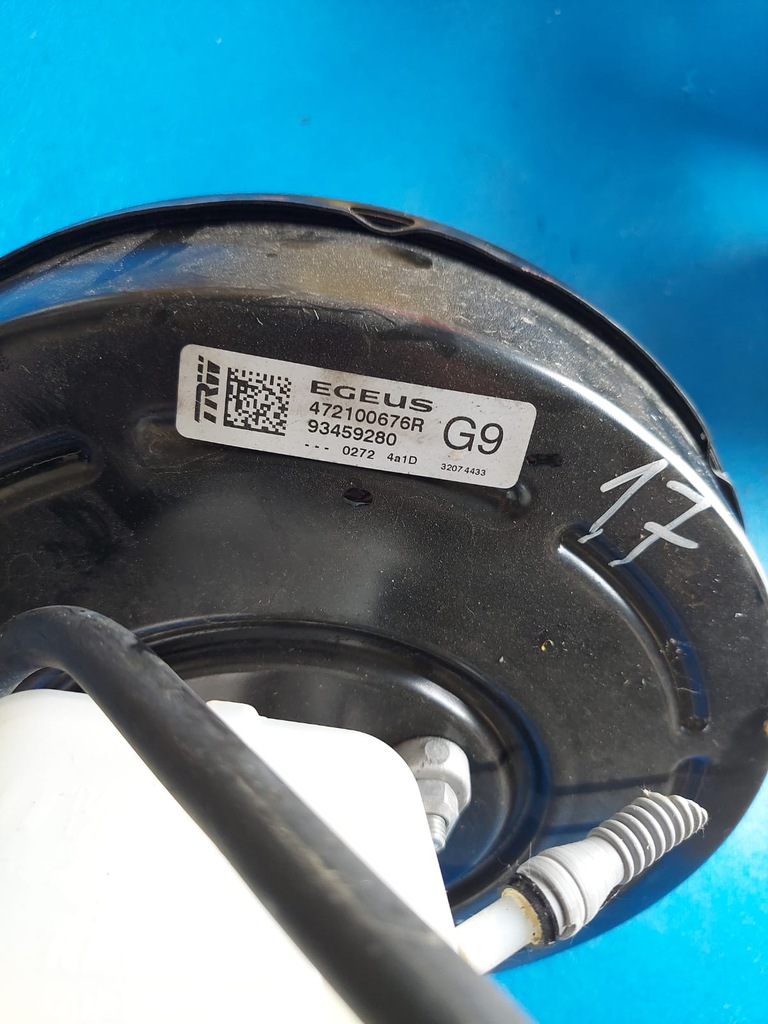 TRW
EGEUS
472100676R
93459280
G9
--- 0272 4a1D 32074433
17